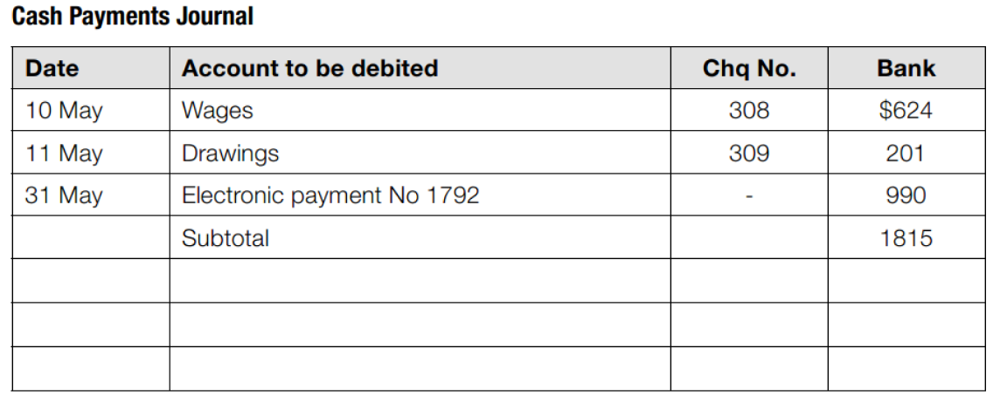 Cash Payments Journal
Date Account to be debited Chq No. Bank
10 May Wages 308 $624
11 May Drawings 309 201
31 May Electronic payment No 1792 - 990
Subtotal 1815